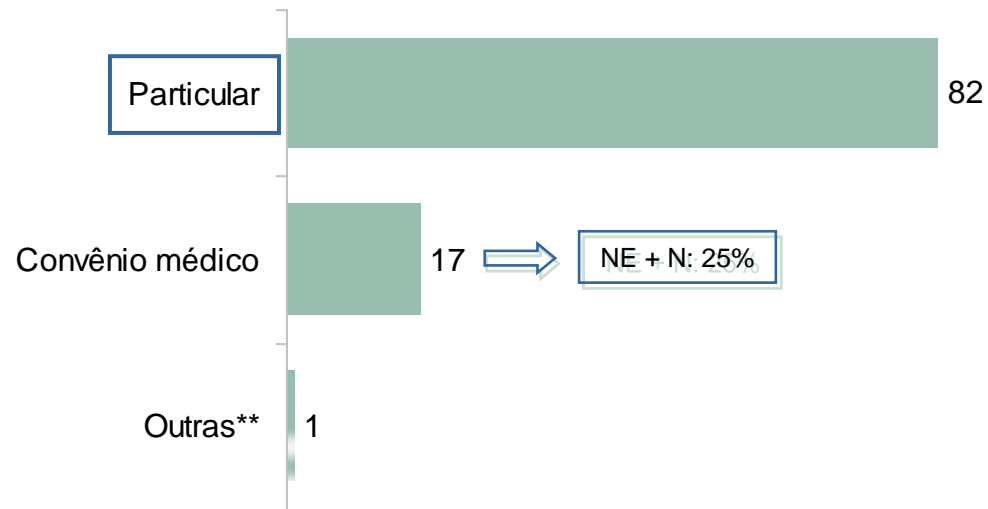 Particular 82
Convênio médico 17 NE + N: 25%
Outras** 1